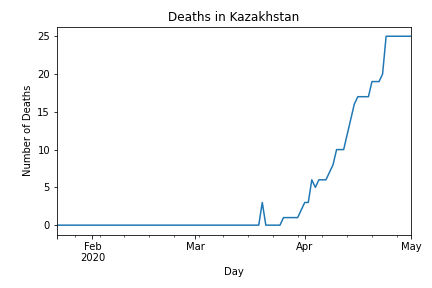 Deaths in Kazakhstan
Number of Deaths
25
20
15
10
5
0
Feb
2020
Mar
Apr
May
Day